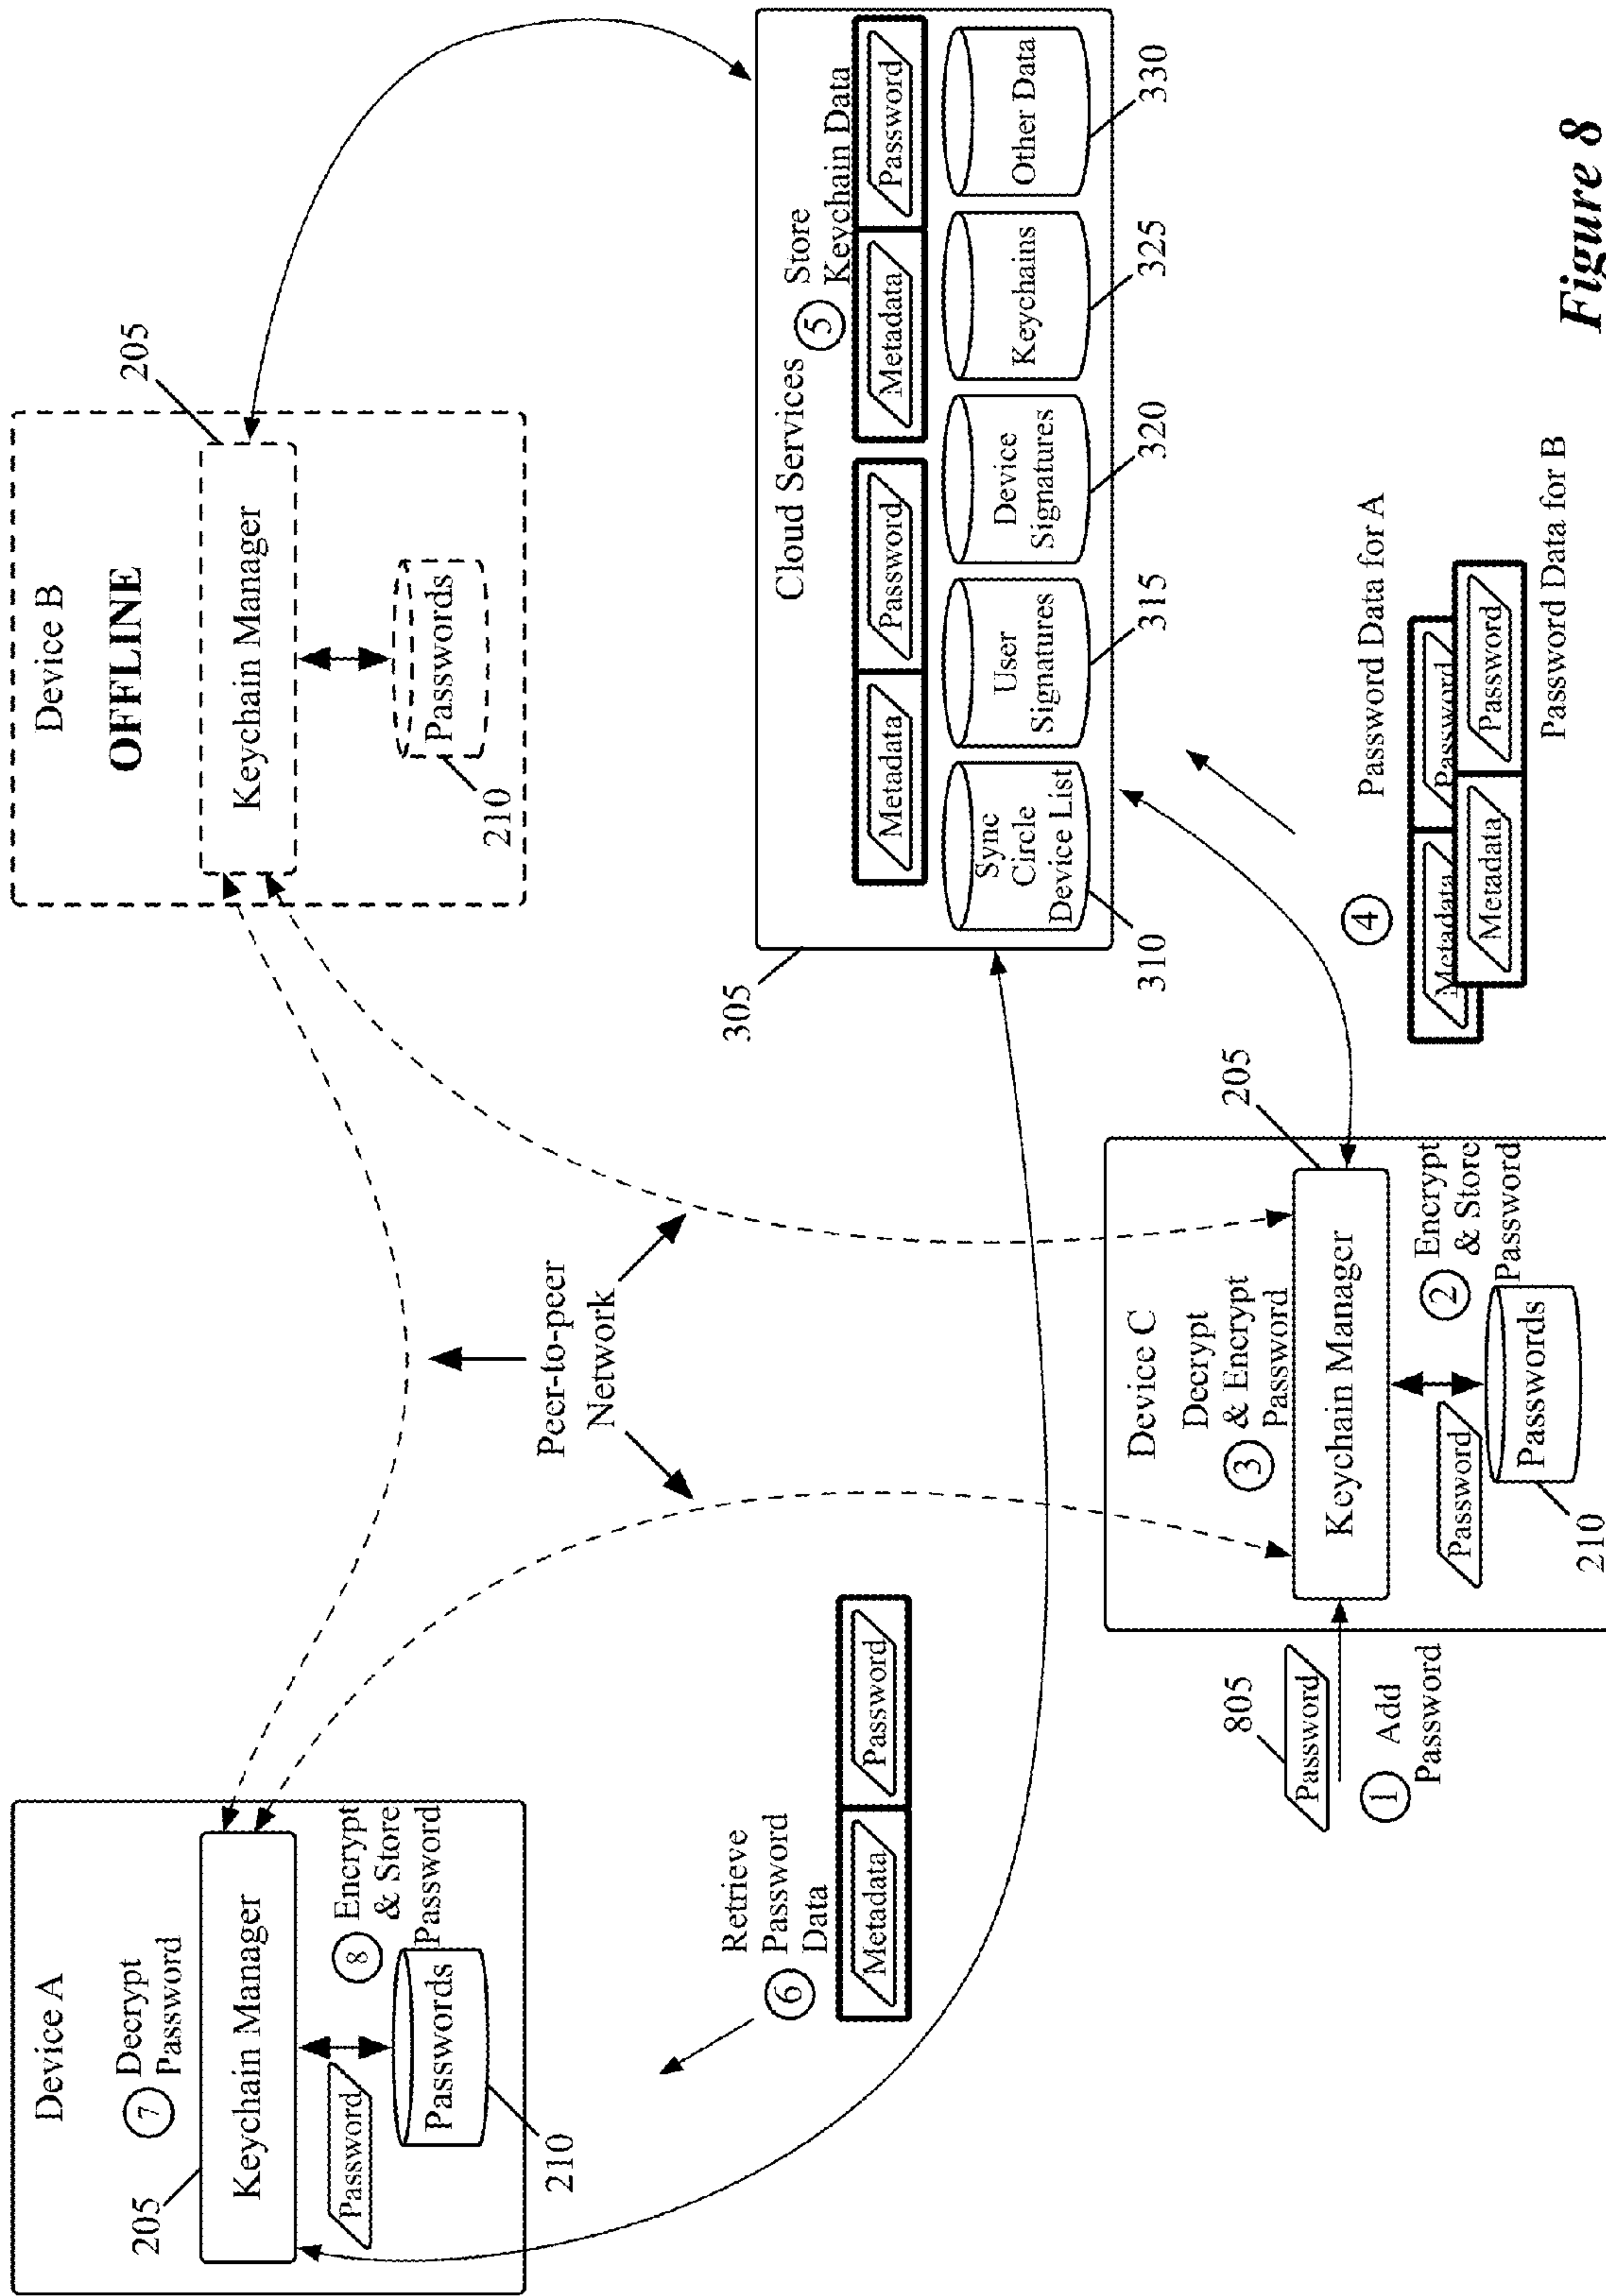 Device A
7 Decrypt
Password
205
Keychain Manager
Password
8 Encrypt
& Store
Password
Passwords
210
Device B
OFFLINE
205
Keychain Manager
Passwords
210
Peer-to-peer
Network
Retrieve
6 Password
Data
Metadata
Password
305
Cloud Services
5 Store
Keychain Data
Metadata
Password
Metadata
Password
Sync
Circle
Device List
User
Signatures
Device
Signatures
Keychains
Other Data
310
315
320
325
330
805
Password
1 Add
Password
Device C
Decrypt
3 & Encrypt
Password
205
Keychain Manager
Password
2 Encrypt
& Store
Password
Passwords
210
4
Password Data for A
Metadata
Password
Metadata
Password
Password Data for B
Figure 8